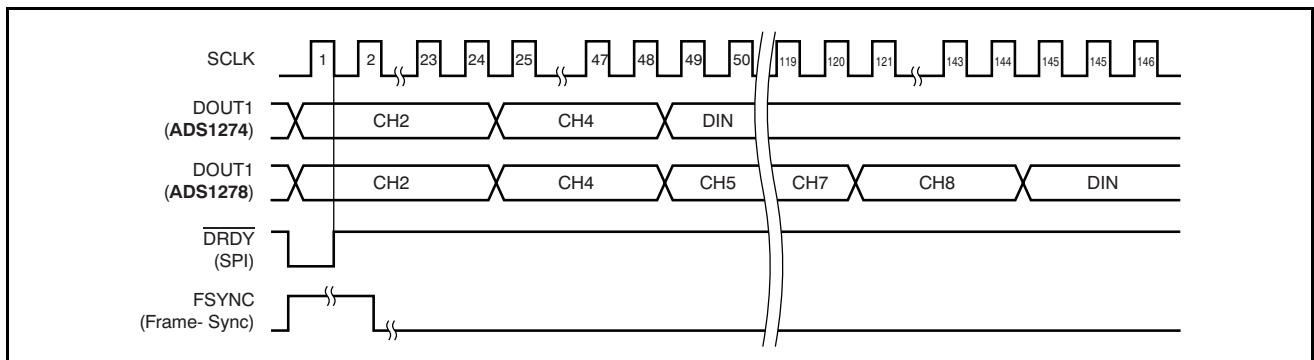 SCLK 1 2 23 24 25 47 48 49 50 119 120 121 143 144 145 145 146
DOUT1
(ADS1274) CH2 CH4 DIN
DOUT1
(ADS1278) CH2 CH4 CH5 CH7 CH8 DIN
DRDY
(SPI)
FSYNC
(Frame- Sync)